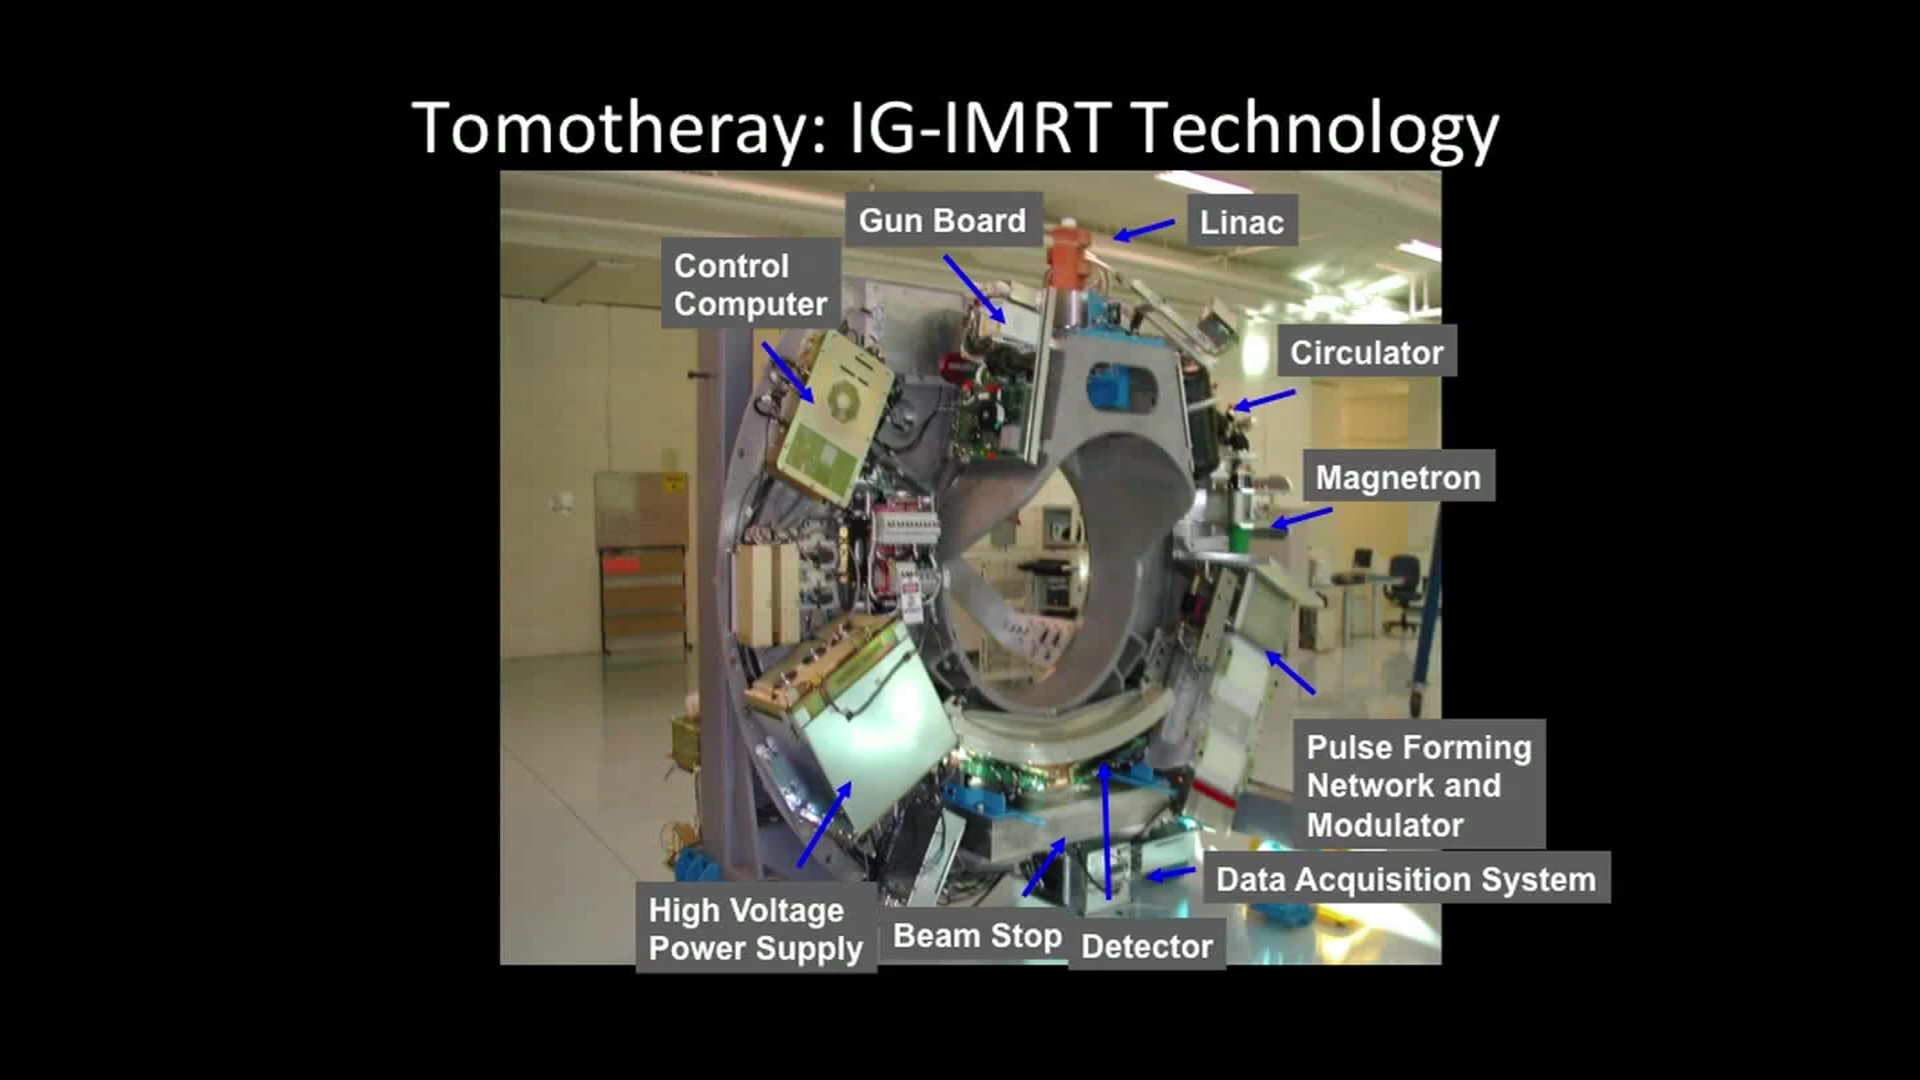 Tomotheray: IG-IMRT Technology
Gun Board
Linac
Control
Computer
Circulator
Magnetron
Pulse Forming
Network and
Modulator
Data Acquisition System
High Voltage
Power Supply
Beam Stop
Detector